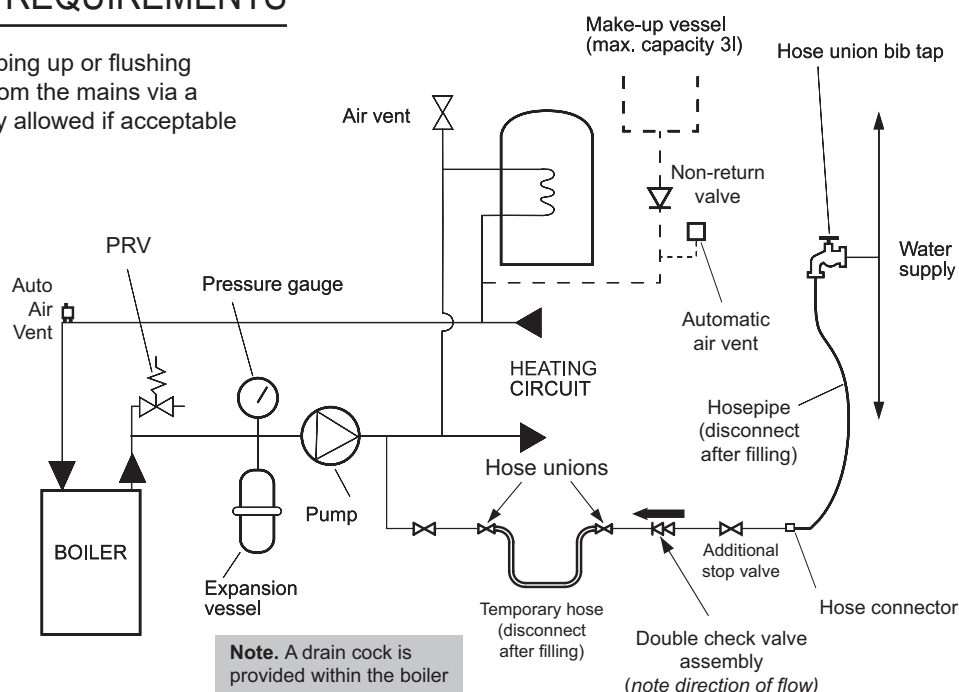 REQUIREMENTS
ping up or flushing
om the mains via a
y allowed if acceptable
Make-up vessel
(max. capacity 3l)
Hose union bib tap
Air vent
Non-return
valve
PRV
Water
supply
Auto
Air
Vent
Pressure gauge
Automatic
air vent
HEATING
CIRCUIT
Hosepipe
(disconnect
after filling)
Hose unions
Pump
BOILER
Additional
stop valve
Expansion
vessel
Temporary hose
(disconnect
after filling)
Hose connector
Double check valve
assembly
(note direction of flow)
Note. A drain cock is
provided within the boiler